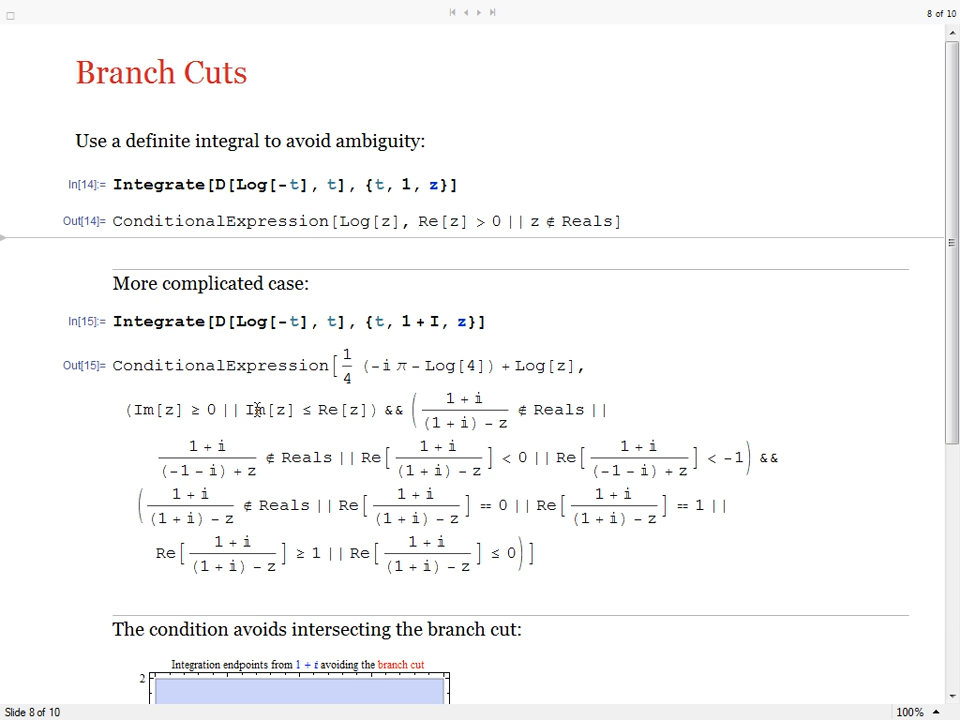 8 of 10
Branch Cuts
Use a definite integral to avoid ambiguity:
In[14]:= Integrate[D[Log[-t], t], {t, 1, z}]
Out[14]= ConditionalExpression[Log[z], Re[z] > 0 || z ∉ Reals]
More complicated case:
In[15]:= Integrate[D[Log[-t], t], {t, 1 + I, z}]
Out[15]= ConditionalExpression[1/4 (-i π - Log[4]) + Log[z],
(Im[z] ≥ 0 || Im[z] ≤ Re[z]) && ((1 + i)/((1 + i) - z) ∉ Reals ||
(1 + i)/((-1 - i) + z) ∉ Reals || Re[(1 + i)/((1 + i) - z)] < 0 || Re[(1 + i)/((-1 - i) + z)] < -1) &&
((1 + i)/((1 + i) - z) ∉ Reals || Re[(1 + i)/((1 + i) - z)] == 0 || Re[(1 + i)/((1 + i) - z)] == 1 ||
Re[(1 + i)/((1 + i) - z)] ≥ 1 || Re[(1 + i)/((1 + i) - z)] ≤ 0)]
The condition avoids intersecting the branch cut:
Integration endpoints from 1 + i avoiding the branch cut
2
Slide 8 of 10
100%